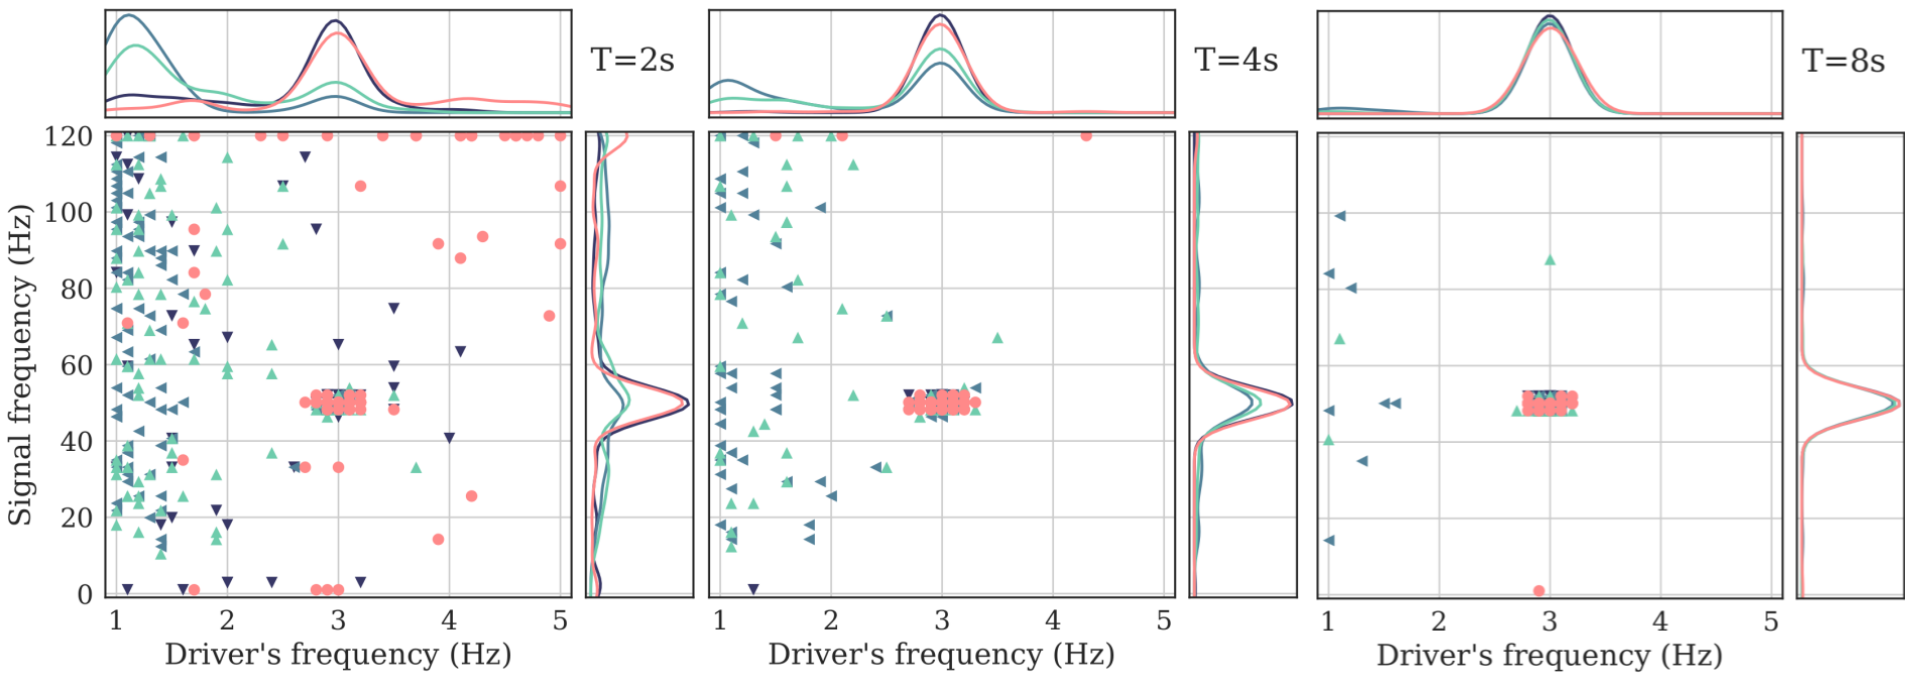 T=2s
T=4s
T=8s
Signal frequency (Hz)
120
100
80
60
40
20
0
1 2 3 4 5
1 2 3 4 5
1 2 3 4 5
Driver's frequency (Hz)
Driver's frequency (Hz)
Driver's frequency (Hz)